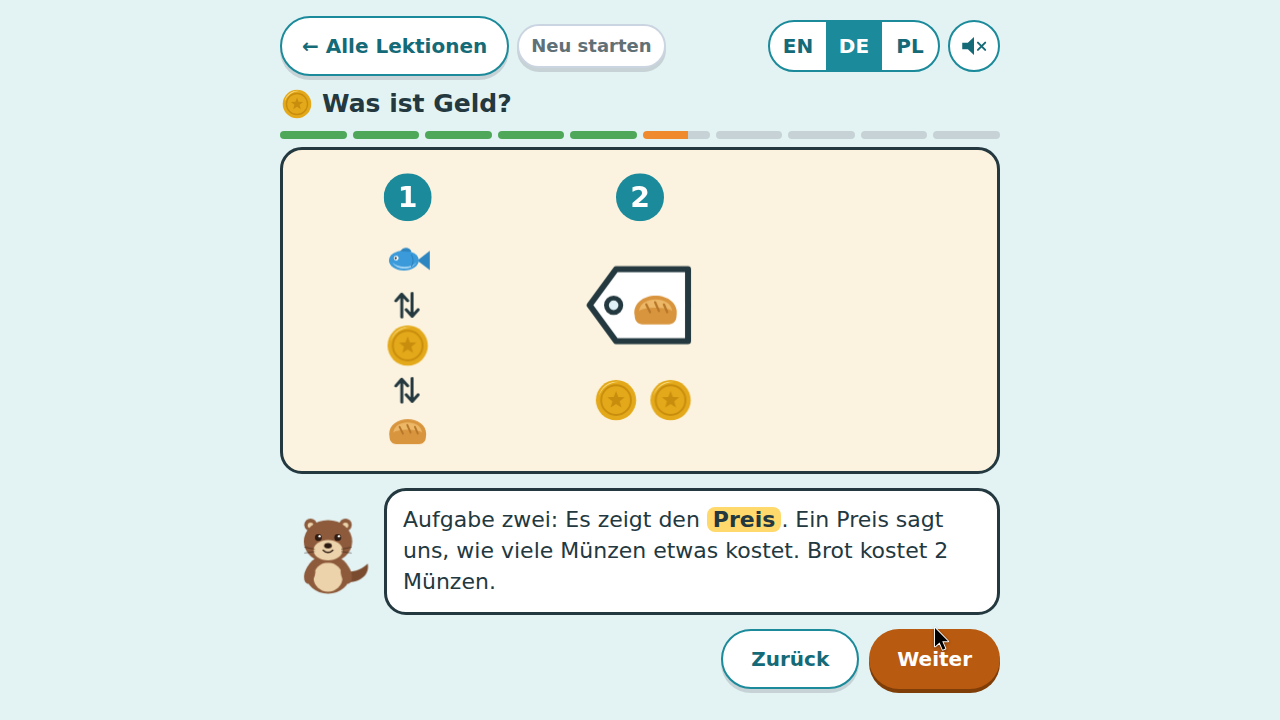 ← Alle Lektionen
Neu starten
EN DE PL
Was ist Geld?
1
2
Aufgabe zwei: Es zeigt den Preis. Ein Preis sagt
uns, wie viele Münzen etwas kostet. Brot kostet 2
Münzen.
Zurück
Weiter